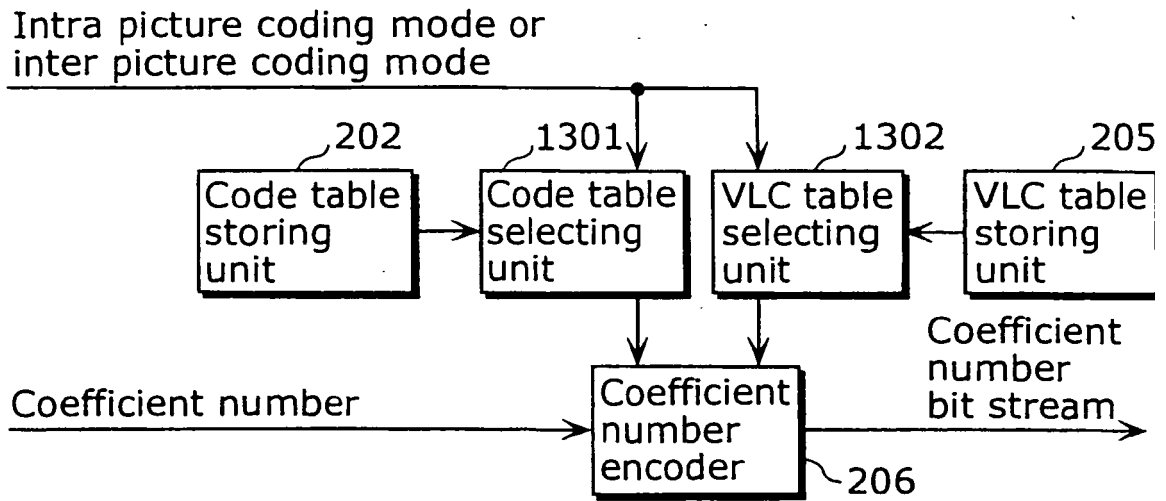 Intra picture coding mode or
inter picture coding mode
202
1301
1302
205
Code table
storing
unit
Code table
selecting
unit
VLC table
selecting
unit
VLC table
storing
unit
Coefficient
number
bit stream
Coefficient number
Coefficient
number
encoder
206